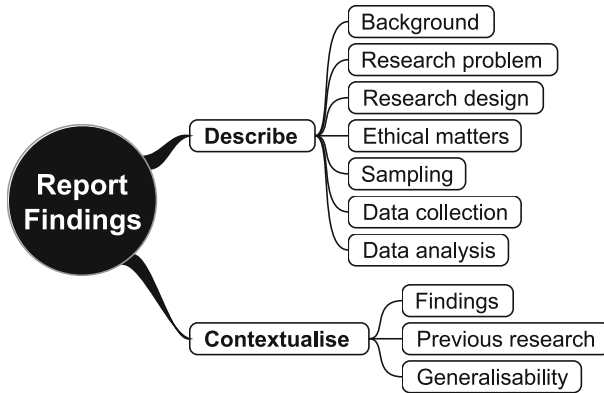 Report
Findings
Describe
Background
Research problem
Research design
Ethical matters
Sampling
Data collection
Data analysis
Contextualise
Findings
Previous research
Generalisability